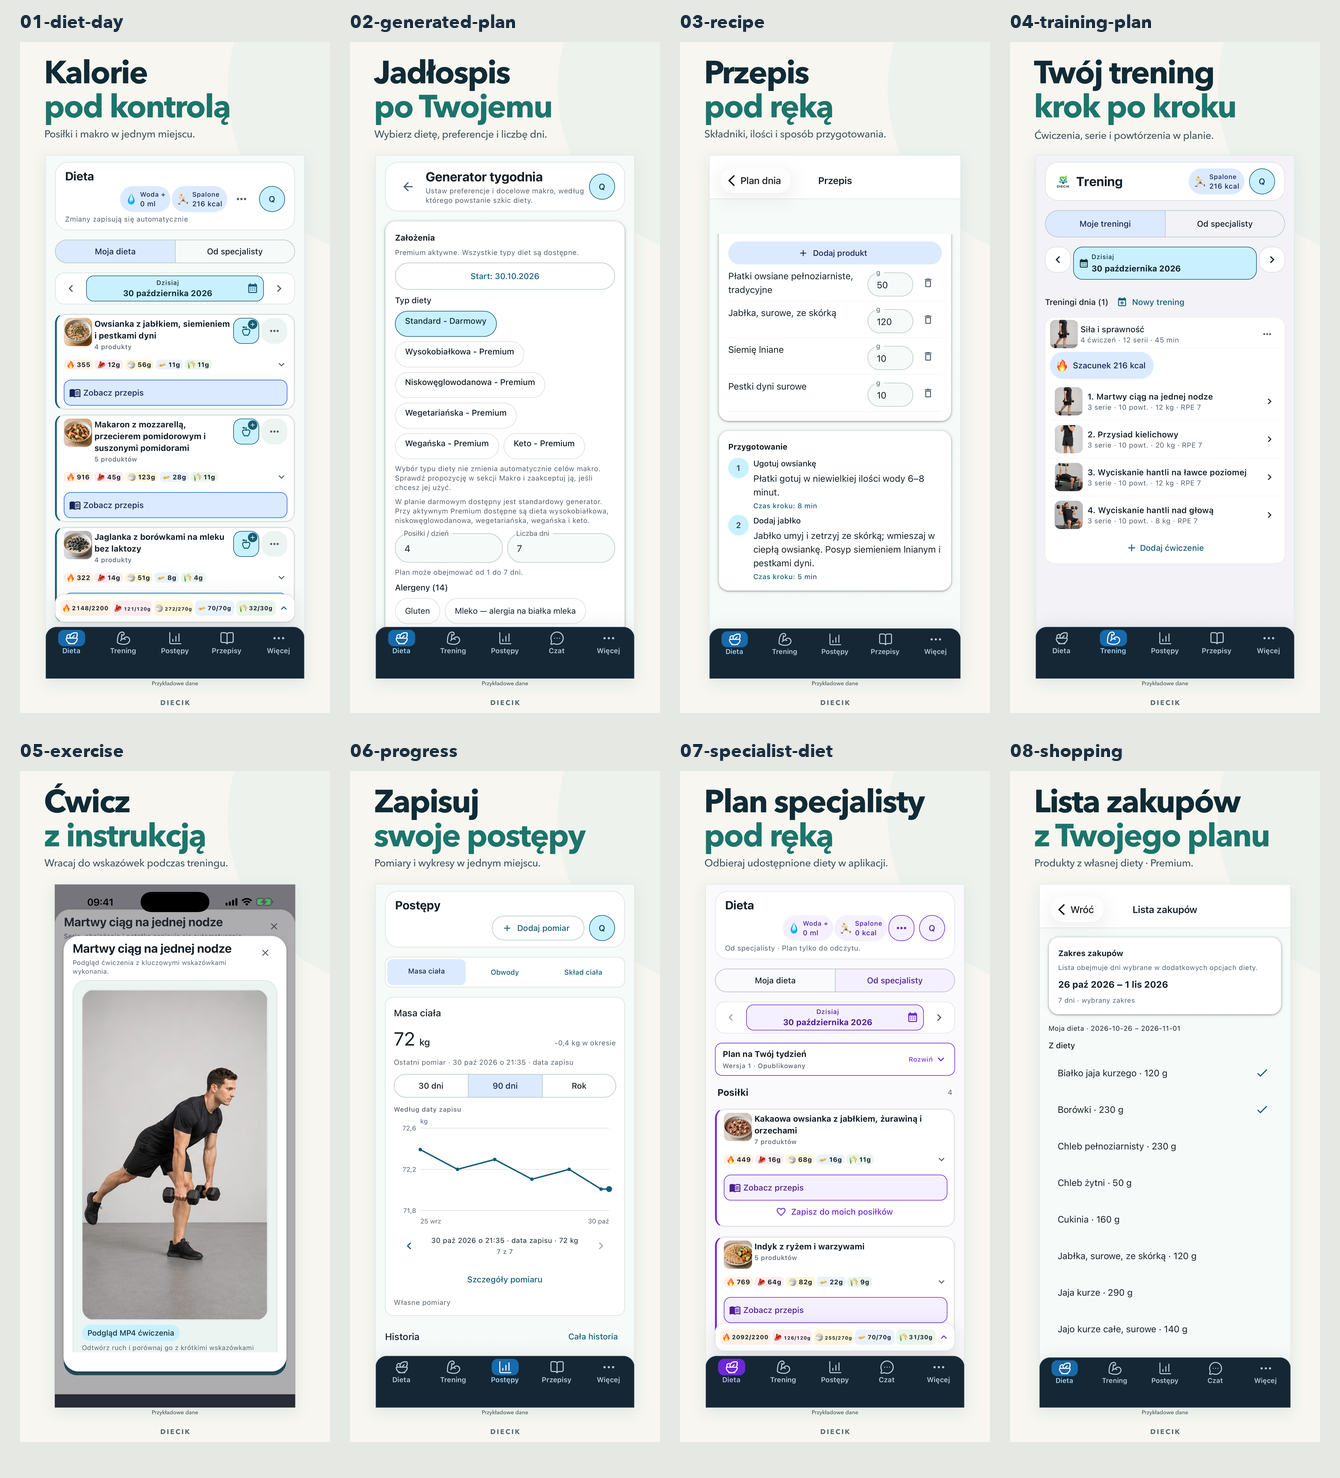 01-diet-day
Kalorie
pod kontrolą
Posiłki i makro w jednym miejscu.
Dieta
Woda +
0 ml
Spalone
216 kcal
Q
Zmiany zapisują się automatycznie
Moja dieta
Od specjalisty
Dzisiaj
30 października 2026
Owsianka z jabłkiem, siemieniem
i pestkami dyni
4 produkty
355 12g 56g 11g 11g
Zobacz przepis
Makaron z mozzarellą,
przecierem pomidorowym i
suszonymi pomidorami
5 produktów
916 45g 123g 28g 11g
Zobacz przepis
Jaglanka z borówkami na mleku
bez laktozy
4 produkty
322 14g 51g 8g 4g
2148/2200 121/120g 272/270g 70/70g 32/30g
Dieta Trening Postępy Przepisy Więcej
Przykładowe dane
DIECIK
02-generated-plan
Jadłospis
po Twojemu
Wybierz dietę, preferencje i liczbę dni.
Generator tygodnia
Ustaw preferencje i docelowe makro, według
którego powstanie szkic diety.
Q
Założenia
Premium aktywne. Wszystkie typy diet są dostępne.
Start: 30.10.2026
Typ diety
Standard - Darmowy
Wysokobiałkowa - Premium
Niskowęglowodanowa - Premium
Wegetariańska - Premium
Wegańska - Premium
Keto - Premium
Wybór typu diety nie zmienia automatycznie celów makro.
Sprawdź propozycję w sekcji Makro i zaakceptuj ją, jeśli
chcesz jej użyć.
W planie darmowym dostępny jest standardowy generator.
Przy aktywnym Premium dostępne są dieta wysokobiałkowa,
niskowęglowodanowa, wegetariańska, wegańska i keto.
Posiłki / dzień
4
Liczba dni
7
Plan może obejmować od 1 do 7 dni.
Alergeny (14)
Gluten
Mleko — alergia na białka mleka
Dieta Trening Postępy Czat Więcej
Przykładowe dane
DIECIK
03-recipe
Przepis
pod ręką
Składniki, ilości i sposób przygotowania.
Plan dnia
Przepis
+ Dodaj produkt
Płatki owsiane pełnoziarniste,
tradycyjne
g
50
Jabłka, surowe, ze skórką
g
120
Siemię lniane
g
10
Pestki dyni surowe
g
10
Przygotowanie
1
Ugotuj owsiankę
Płatki gotuj w niewielkiej ilości wody 6–8
minut.
Czas kroku: 8 min
2
Dodaj jabłko
Jabłko umyj i zetrzyj ze skórką; wmieszaj w
ciepłą owsiankę. Posyp siemieniem lnianym i
pestkami dyni.
Czas kroku: 5 min
Dieta Trening Postępy Przepisy Więcej
Przykładowe dane
DIECIK
04-training-plan
Twój trening
krok po kroku
Ćwiczenia, serie i powtórzenia w planie.
DIECIK
Trening
Spalone
216 kcal
Q
Moje treningi
Od specjalisty
Dzisiaj
30 października 2026
Treningi dnia (1)
Nowy trening
Siła i sprawność
4 ćwiczeń · 12 serii · 45 min
Szacunek 216 kcal
1. Martwy ciąg na jednej nodze
3 serie · 10 powt. · 12 kg · RPE 7
2. Przysiad kielichowy
3 serie · 10 powt. · 20 kg · RPE 7
3. Wyciskanie hantli na ławce poziomej
3 serie · 10 powt. · 12 kg · RPE 7
4. Wyciskanie hantli nad głową
3 serie · 10 powt. · 8 kg · RPE 7
+ Dodaj ćwiczenie
Dieta Trening Postępy Przepisy Więcej
Przykładowe dane
DIECIK
05-exercise
Ćwicz
z instrukcją
Wracaj do wskazówek podczas treningu.
09:41
Martwy ciąg na jednej nodze
Martwy ciąg na jednej nodze
Podgląd ćwiczenia z kluczowymi wskazówkami
wykonania.
Podgląd MP4 ćwiczenia
Odtwórz ruch i porównaj go z krótkimi wskazówkami
Przykładowe dane
DIECIK
06-progress
Zapisuj
swoje postępy
Pomiary i wykresy w jednym miejscu.
Postępy
+ Dodaj pomiar
Q
Masa ciała
Obwody
Skład ciała
Masa ciała
72 kg
-0,4 kg w okresie
Ostatni pomiar · 30 paź 2026 o 21:35 · data zapisu
30 dni
90 dni
Rok
Według daty zapisu
kg
72,6
72,2
71,8
25 wrz
30 paź
30 paź 2026 o 21:35 · data zapisu · 72 kg
7 z 7
Szczegóły pomiaru
Własne pomiary
Historia
Cała historia
Dieta Trening Postępy Przepisy Więcej
Przykładowe dane
DIECIK
07-specialist-diet
Plan specjalisty
pod ręką
Odbieraj udostępnione diety w aplikacji.
Dieta
Woda +
0 ml
Spalone
0 kcal
Q
Od specjalisty · Plan tylko do odczytu.
Moja dieta
Od specjalisty
Dzisiaj
30 października 2026
Plan na Twój tydzień
Wersja 1 · Opublikowany
Rozwiń
Posiłki
4
Kakaowa owsianka z jabłkiem, żurawiną i
orzechami
7 produktów
449 16g 68g 16g 11g
Zobacz przepis
Zapisz do moich posiłków
Indyk z ryżem i warzywami
5 produktów
769 64g 82g 22g 9g
Zobacz przepis
2092/2200 126/120g 255/270g 70/70g 31/30g
Dieta Trening Postępy Czat Więcej
Przykładowe dane
DIECIK
08-shopping
Lista zakupów
z Twojego planu
Produkty z własnej diety · Premium.
Wróć
Lista zakupów
Zakres zakupów
Lista obejmuje dni wybrane w dodatkowych opcjach diety.
26 paź 2026 – 1 lis 2026
7 dni · wybrany zakres
Moja dieta · 2026-10-26 – 2026-11-01
Z diety
Białko jaja kurzego · 120 g
Borówki · 230 g
Chleb pełnoziarnisty · 230 g
Chleb żytni · 50 g
Cukinia · 160 g
Jabłka, surowe, ze skórką · 120 g
Jaja kurze · 290 g
Jajo kurze całe, surowe · 140 g
Dieta Trening Postępy Czat Więcej
Przykładowe dane
DIECIK